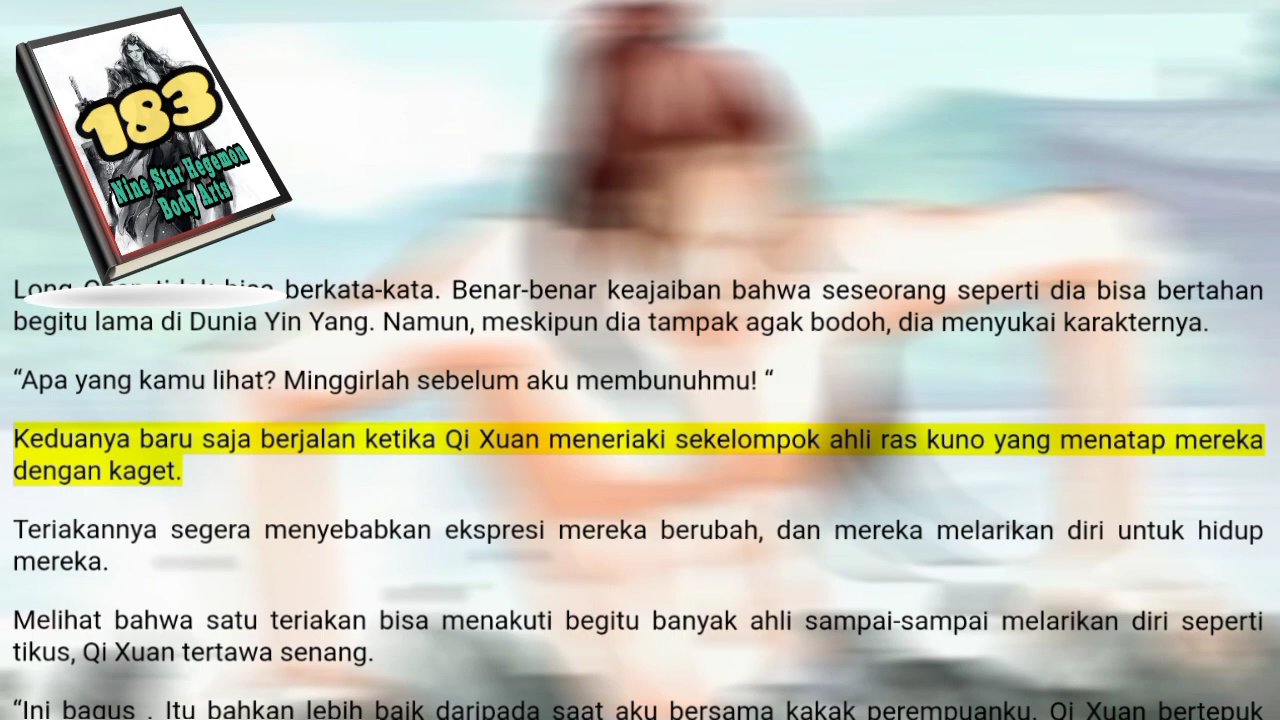 183
Nine Star Hegemon
Body Arts
berkata-kata. Benar-benar keajaiban bahwa seseorang seperti dia bisa bertahan
begitu lama di Dunia Yin Yang. Namun, meskipun dia tampak agak bodoh, dia menyukai karakternya.
“Apa yang kamu lihat? Minggirlah sebelum aku membunuhmu! “
Keduanya baru saja berjalan ketika Qi Xuan meneriaki sekelompok ahli ras kuno yang menatap mereka
dengan kaget.
Teriakannya segera menyebabkan ekspresi mereka berubah, dan mereka melarikan diri untuk hidup
mereka.
Melihat bahwa satu teriakan bisa menakuti begitu banyak ahli sampai-sampai melarikan diri seperti
tikus, Qi Xuan tertawa senang.
“Ini bagus . Itu bahkan lebih baik daripada saat aku bersama kakak perempuanku. Qi Xuan bertepuk